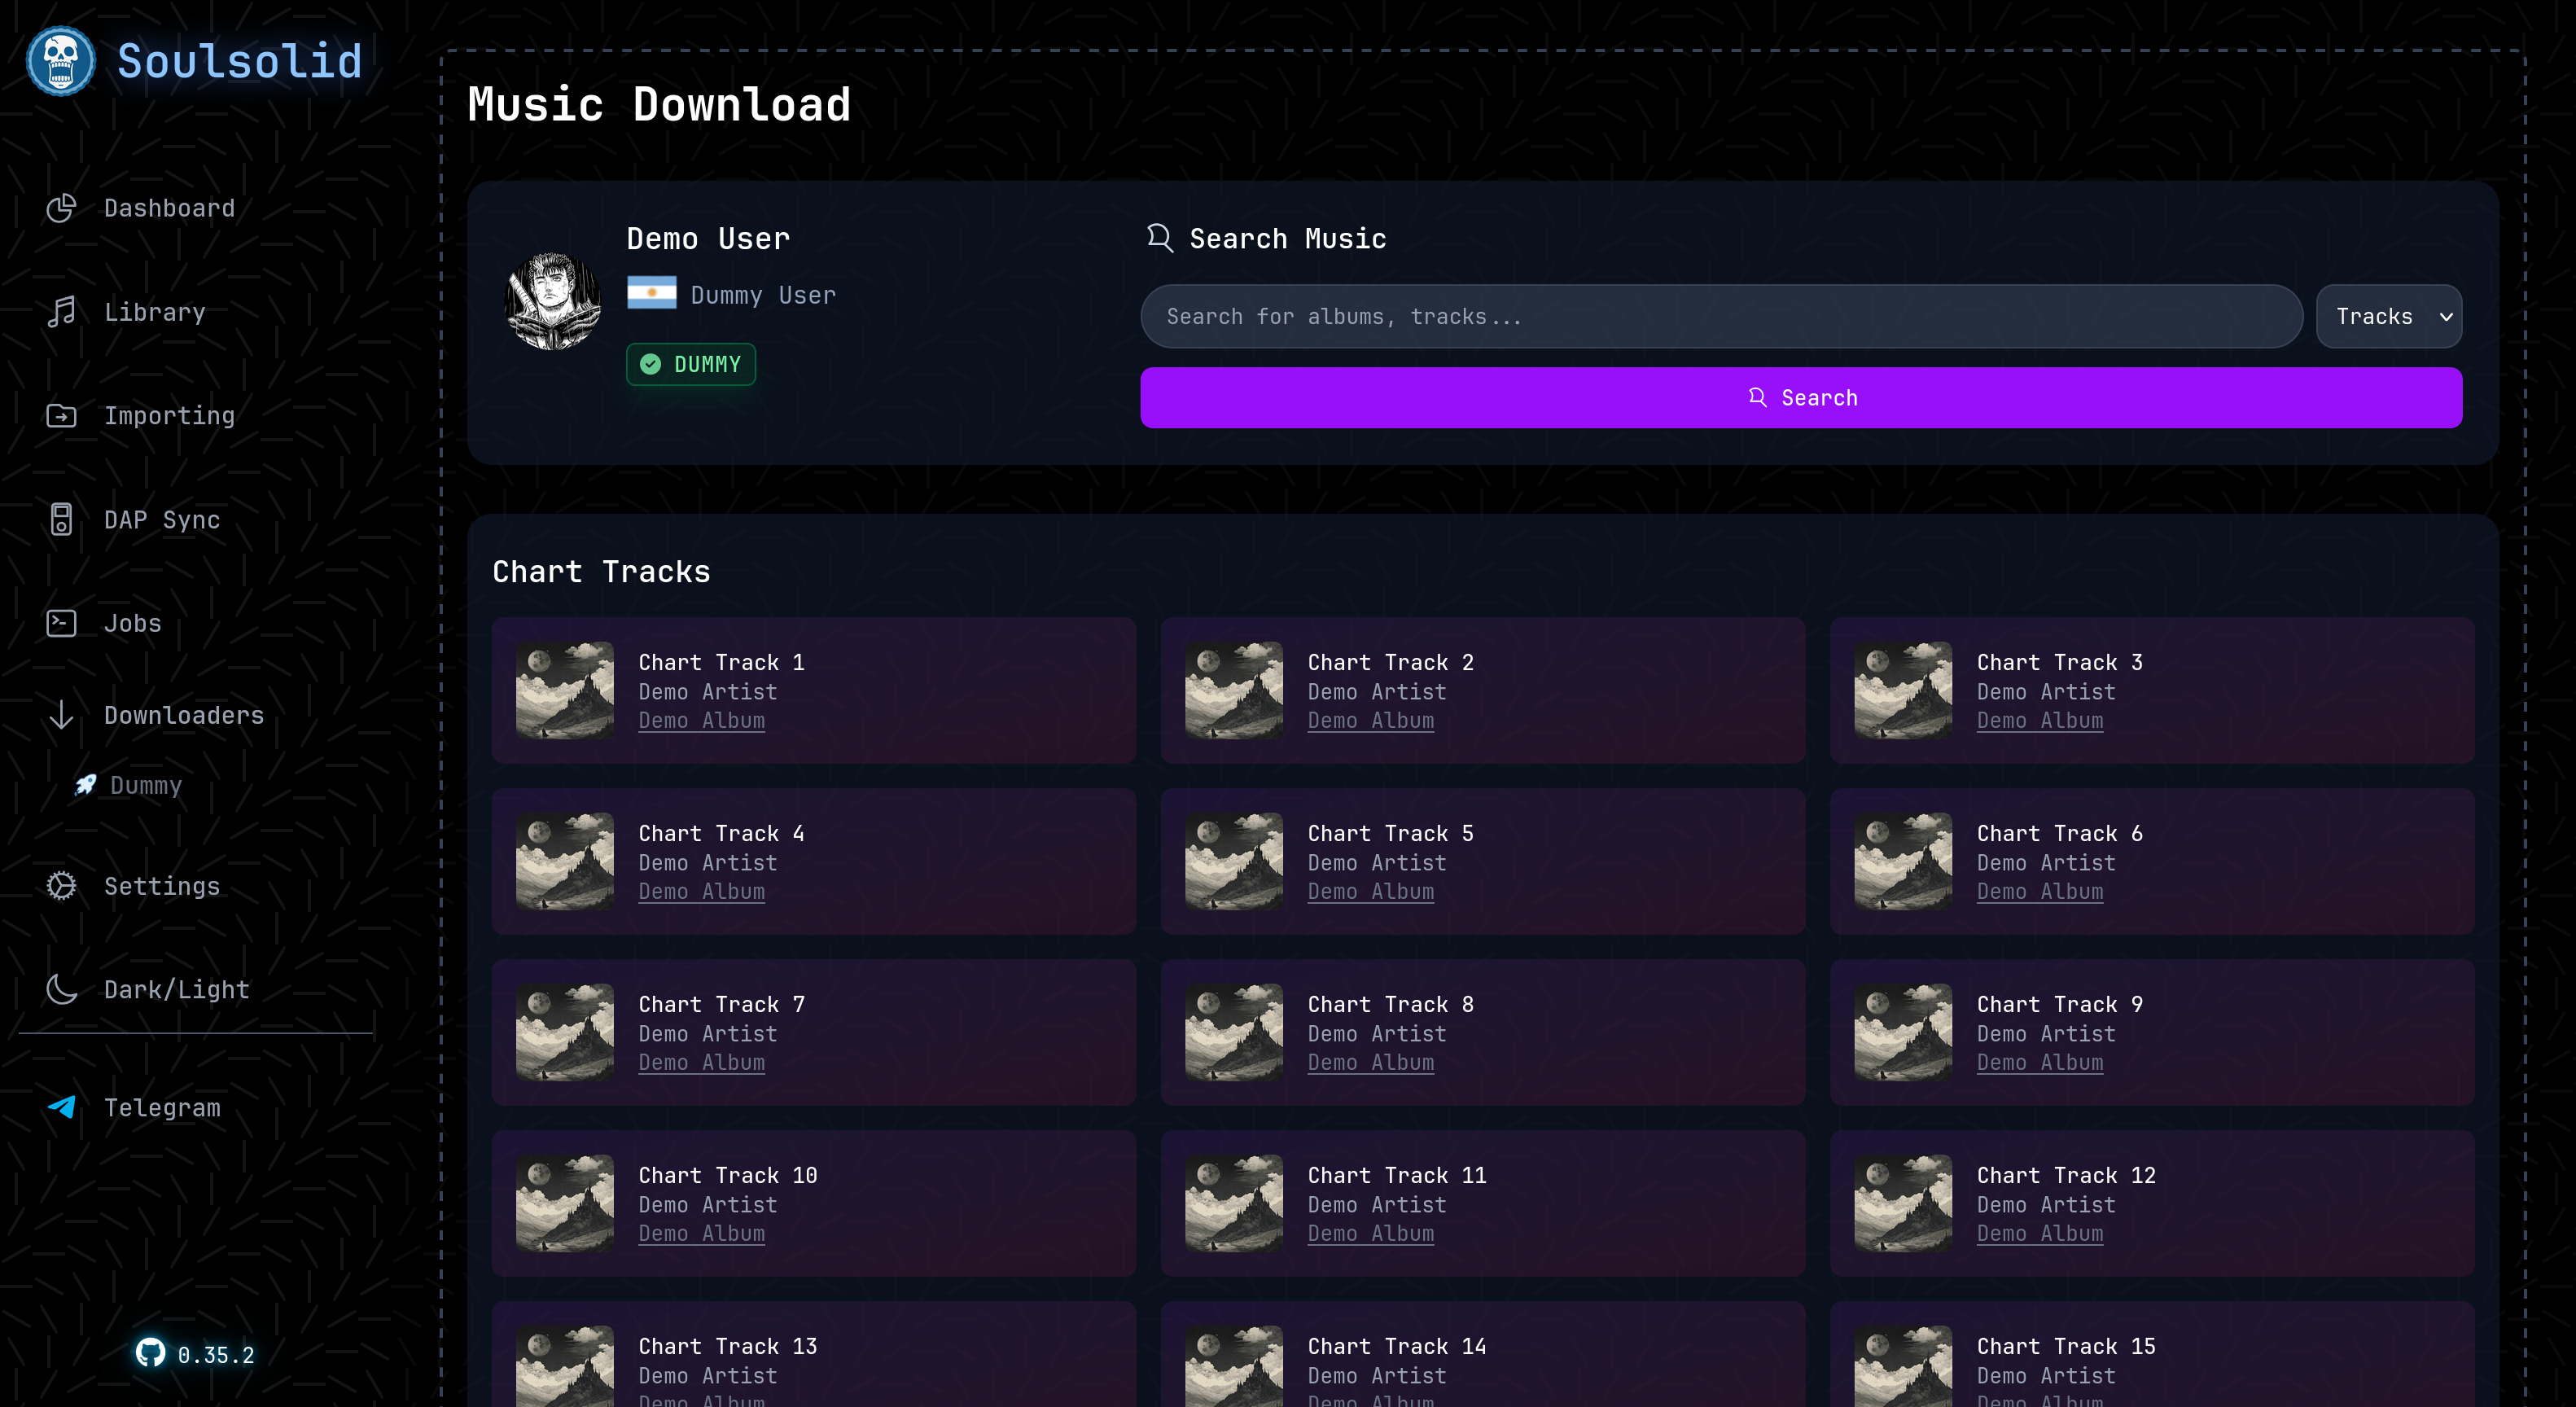 Soulsolid
Dashboard
Library
Importing
DAP Sync
Jobs
Downloaders
Dummy
Settings
Dark/Light
Telegram
0.35.2
Music Download
Demo User
Dummy User
DUMMY
Search Music
Search for albums, tracks...
Tracks
Search
Chart Tracks
Chart Track 1
Demo Artist
Demo Album
Chart Track 2
Demo Artist
Demo Album
Chart Track 3
Demo Artist
Demo Album
Chart Track 4
Demo Artist
Demo Album
Chart Track 5
Demo Artist
Demo Album
Chart Track 6
Demo Artist
Demo Album
Chart Track 7
Demo Artist
Demo Album
Chart Track 8
Demo Artist
Demo Album
Chart Track 9
Demo Artist
Demo Album
Chart Track 10
Demo Artist
Demo Album
Chart Track 11
Demo Artist
Demo Album
Chart Track 12
Demo Artist
Demo Album
Chart Track 13
Demo Artist
Demo Album
Chart Track 14
Demo Artist
Demo Album
Chart Track 15
Demo Artist
Demo Album